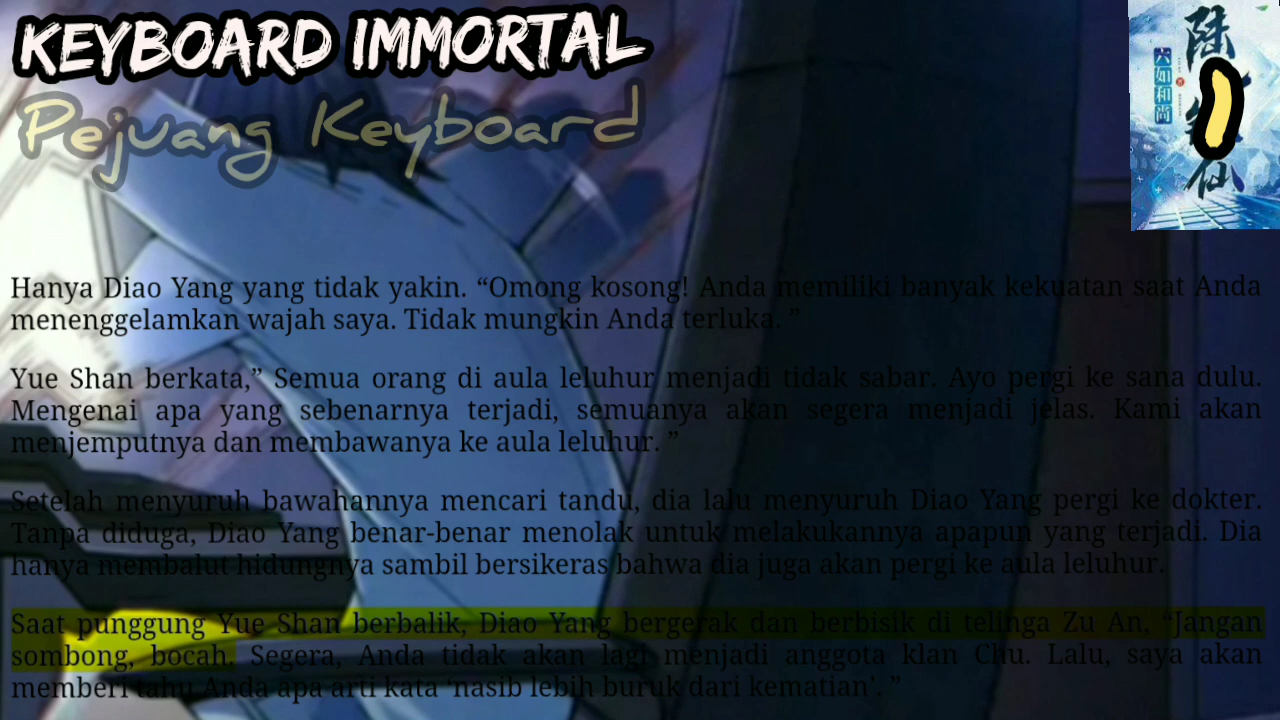 KEYBOARD IMMORTAL
Pejuang Keyboard
陆
仙
六如和尚
Hanya Diao Yang yang tidak yakin. “Omong kosong! Anda memiliki banyak kekuatan saat Anda
menenggelamkan wajah saya. Tidak mungkin Anda terluka. ”
Yue Shan berkata,” Semua orang di aula leluhur menjadi tidak sabar. Ayo pergi ke sana dulu.
Mengenai apa yang sebenarnya terjadi, semuanya akan segera menjadi jelas. Kami akan
menjemputnya dan membawanya ke aula leluhur. ”
Setelah menyuruh bawahannya mencari tandu, dia lalu menyuruh Diao Yang pergi ke dokter.
Tanpa diduga, Diao Yang benar-benar menolak untuk melakukannya apapun yang terjadi. Dia
hanya membalut hidungnya sambil bersikeras bahwa dia juga akan pergi ke aula leluhur.
Saat punggung Yue Shan berbalik, Diao Yang bergerak dan berbisik di telinga Zu An, “Jangan
sombong, bocah. Segera, Anda tidak akan lagi menjadi anggota klan Chu. Lalu, saya akan
memberi tahu Anda apa arti kata ‘nasib lebih buruk dari kematian’. ”